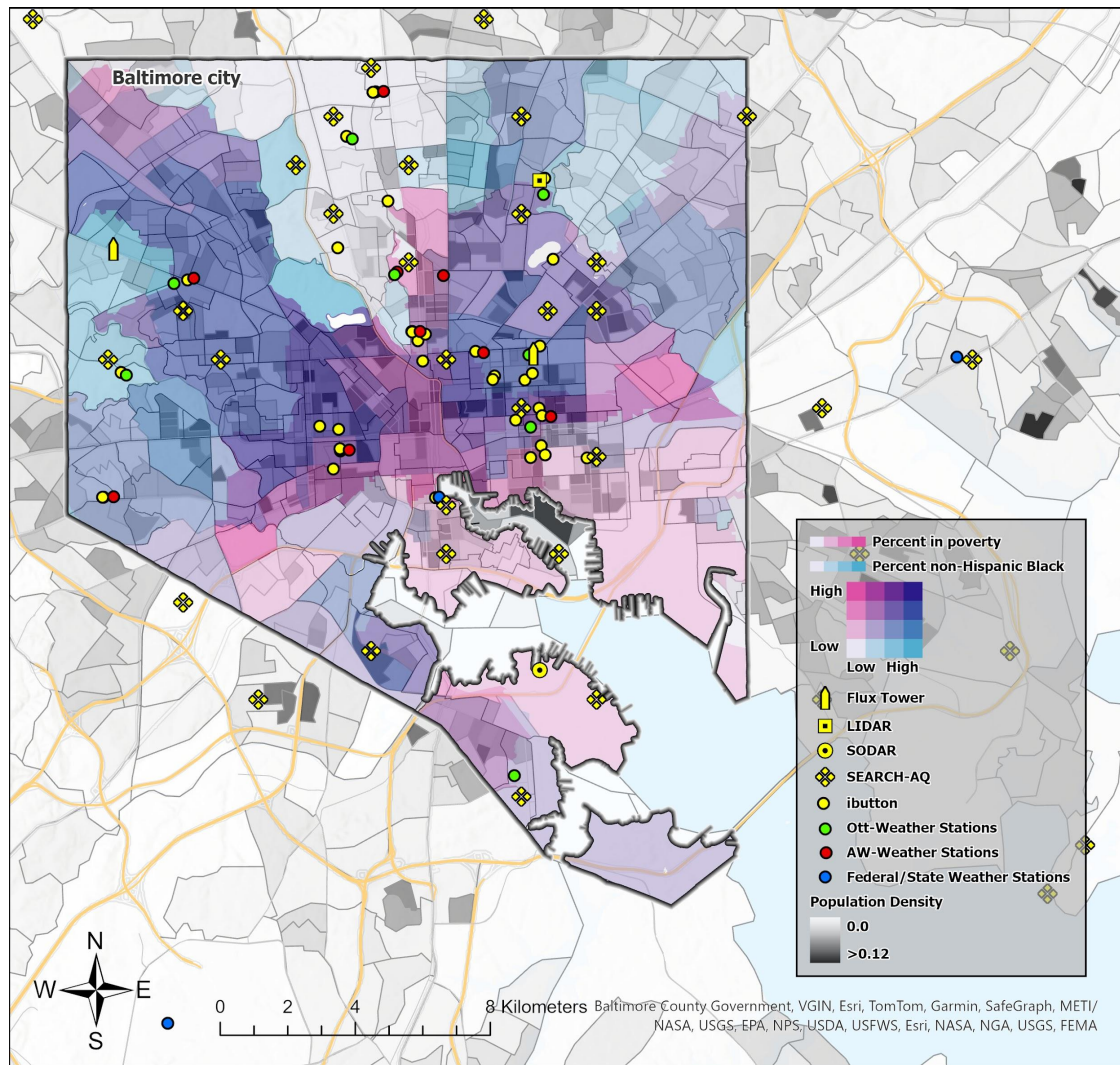 Baltimore city
Percent in poverty
Percent non-Hispanic Black
High
Low
Low High
Flux Tower
LIDAR
SODAR
SEARCH-AQ
ibutton
Ott-Weather Stations
AW-Weather Stations
Federal/State Weather Stations
Population Density
0.0
>0.12
N
W E
S
0 2 4 8 Kilometers
Baltimore County Government, VGIN, Esri, TomTom, Garmin, SafeGraph, METI/
NASA, USGS, EPA, NPS, USDA, USFWS, Esri, NASA, NGA, USGS, FEMA